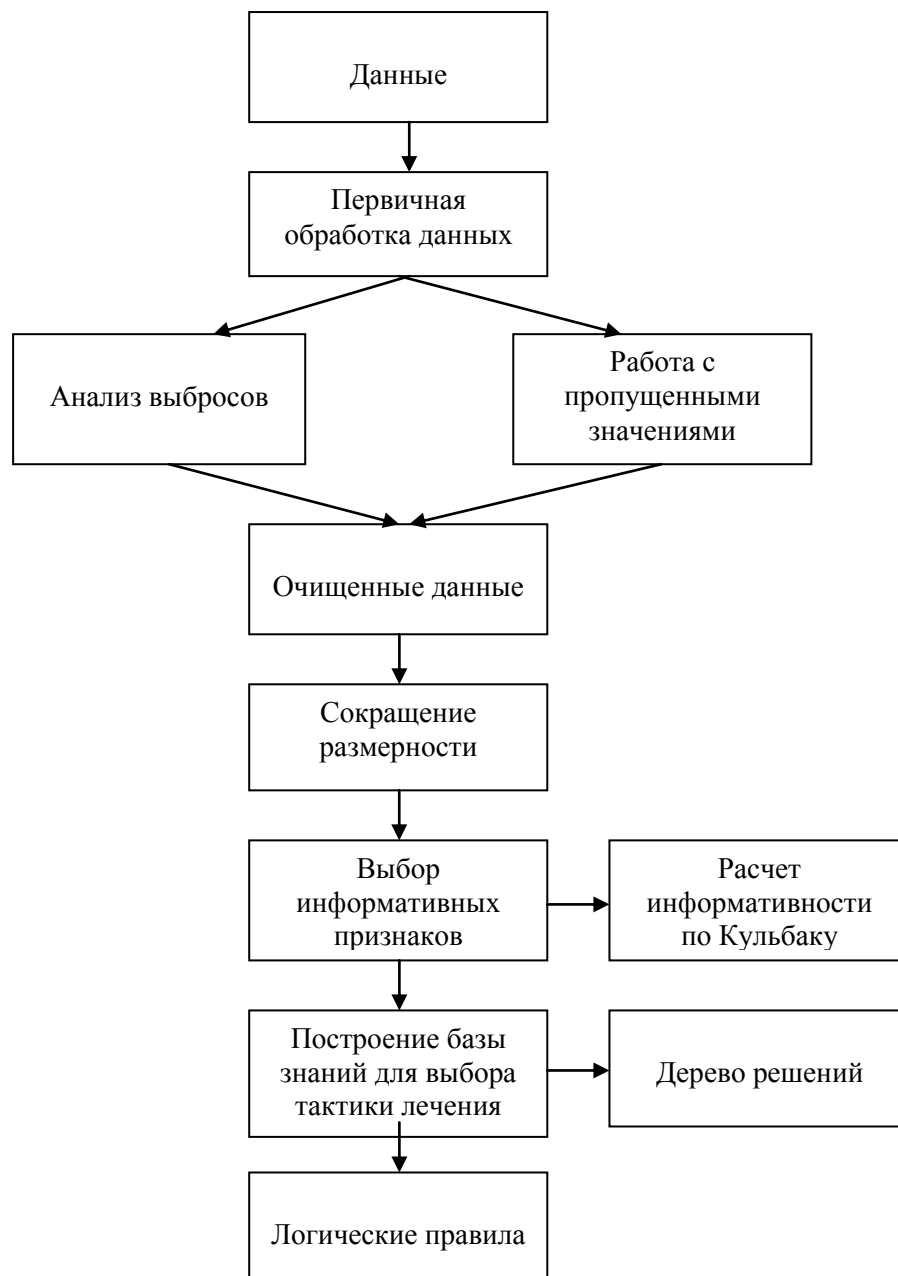 Данные
Первичная
обработка данных
Анализ выбросов
Работа с
пропущенными
значениями
Очищенные данные
Сокращение
размерности
Выбор
информативных
признаков
Расчет
информативности
по Кульбаку
Построение базы
знаний для выбора
тактики лечения
Дерево решений
Логические правила